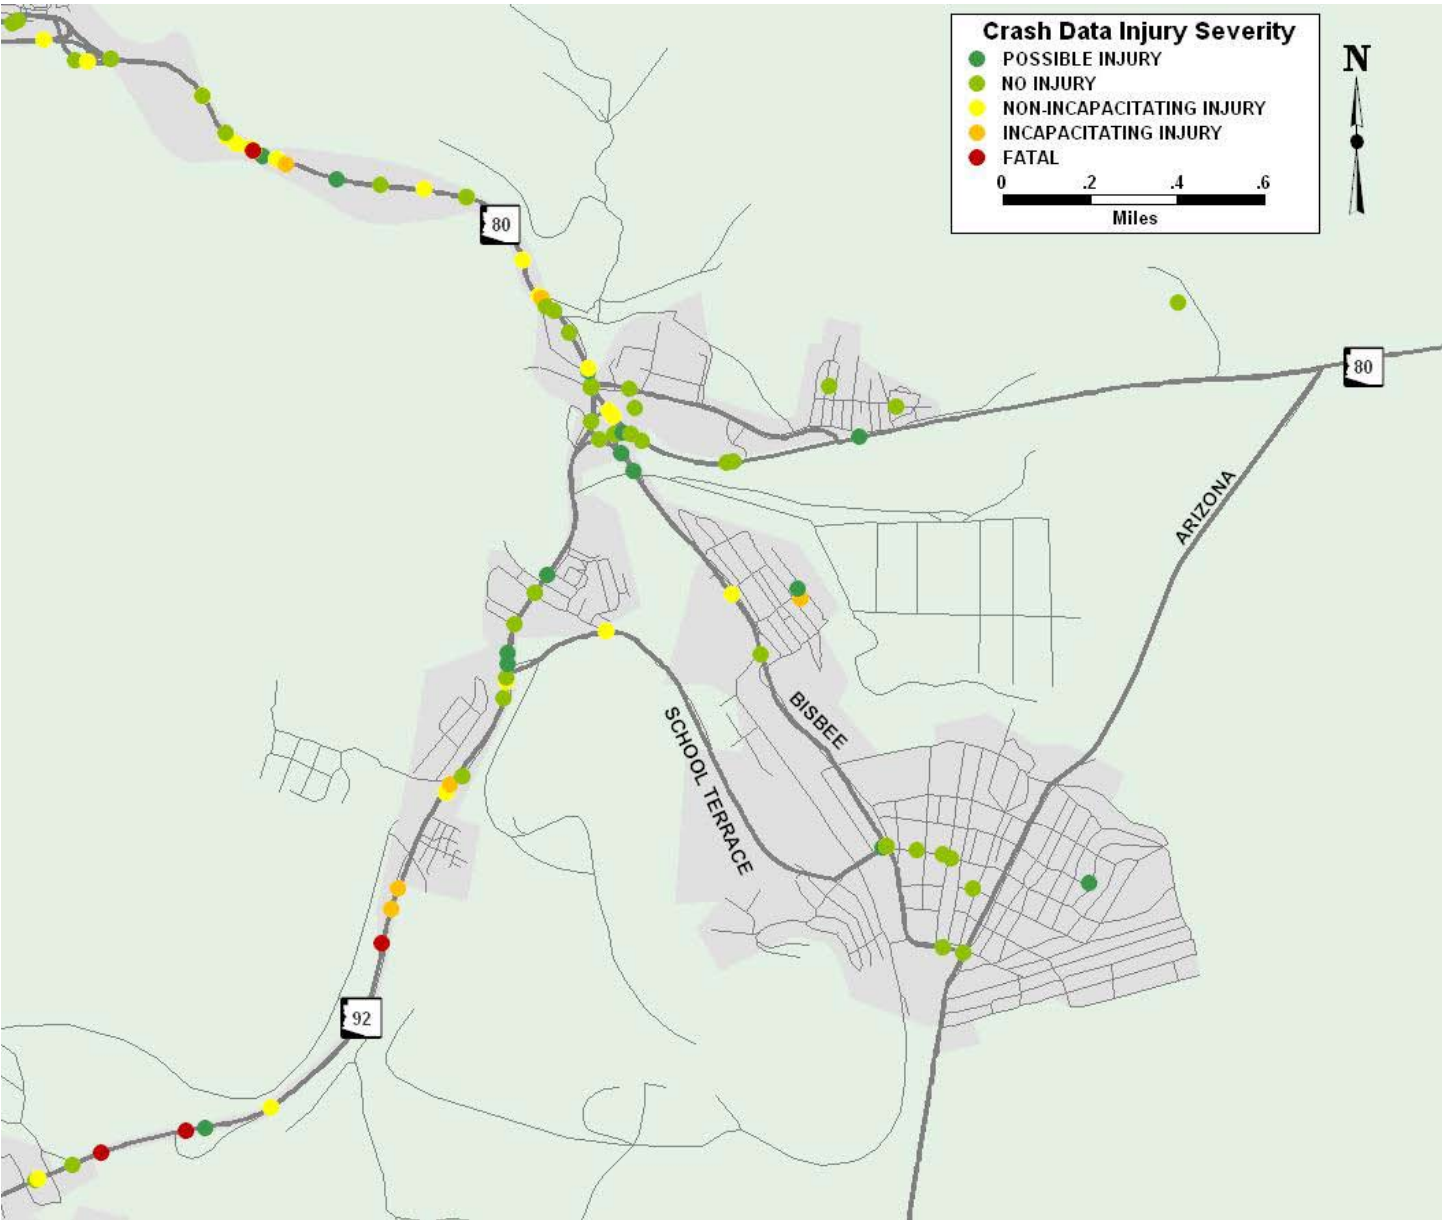 Crash Data Injury Severity
POSSIBLE INJURY
NO INJURY
NON-INCAPACITATING INJURY
INCAPACITATING INJURY
FATAL
0 .2 .4 .6
Miles
N
80
80
ARIZONA
BISBEE
SCHOOL TERRACE
92